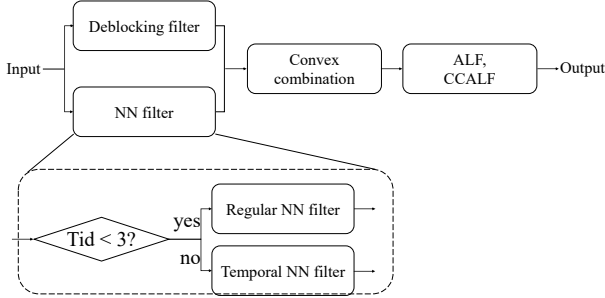 Deblocking filter
Input
NN filter
Convex
combination
ALF,
CCALF
Output
Tid < 3?
yes
no
Regular NN filter
Temporal NN filter